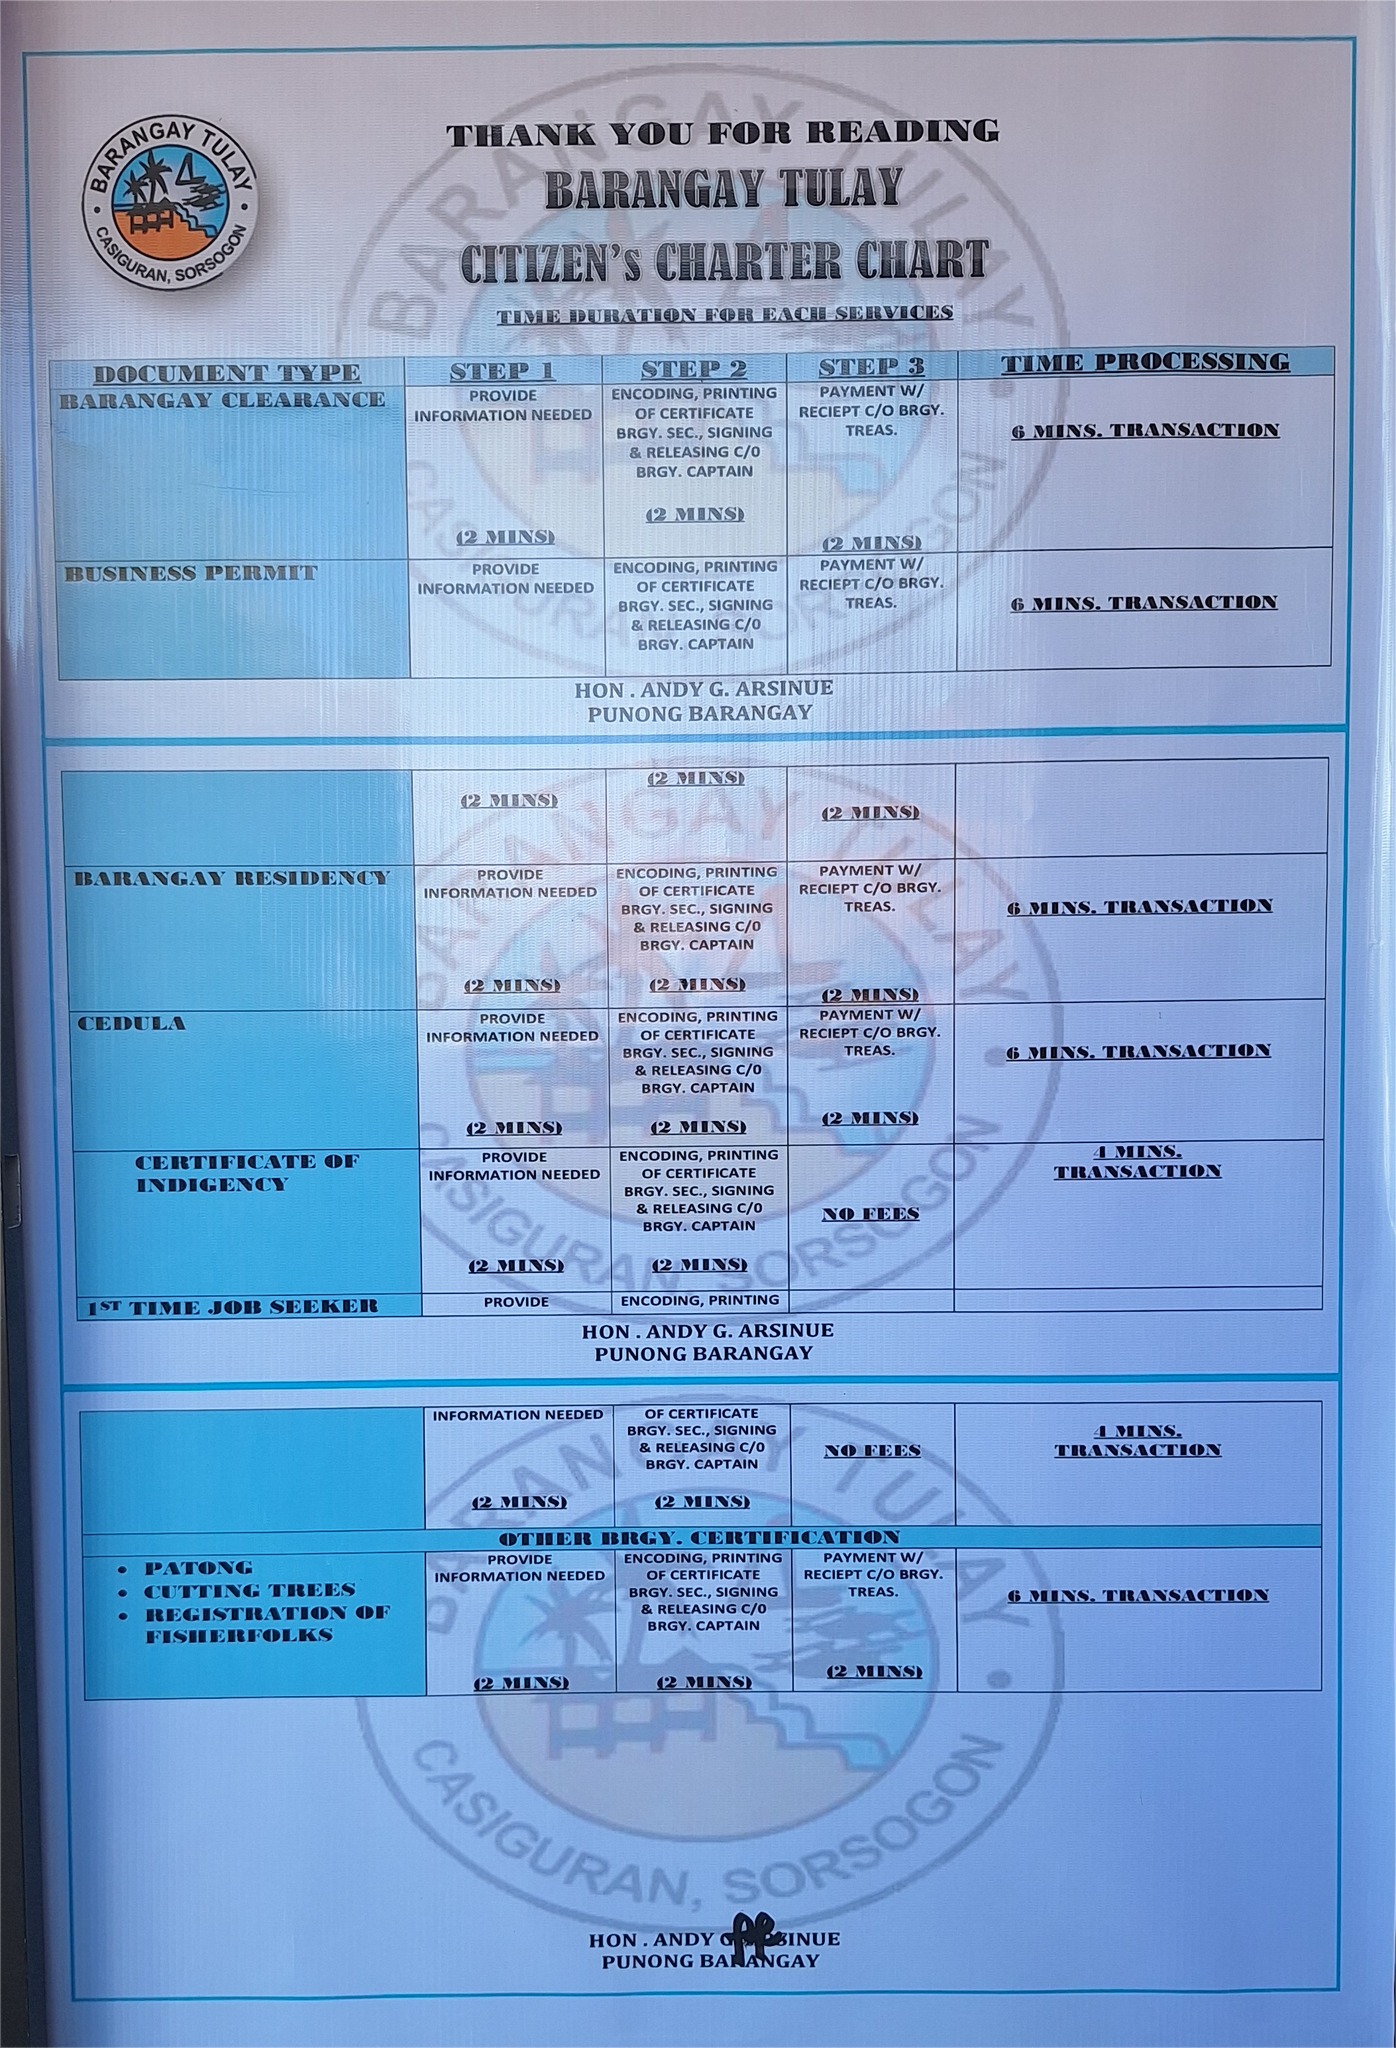 BARANGAY TULAY
CASIGURAN, SORSOGON
THANK YOU FOR READING
BARANGAY TULAY
CITIZEN's CHARTER CHART
TIME DURATION FOR EACH SERVICES
DOCUMENT TYPE STEP 1 STEP 2 STEP 3 TIME PROCESSING
BARANGAY CLEARANCE
PROVIDE
INFORMATION NEEDED
(2 MINS)
ENCODING, PRINTING
OF CERTIFICATE
BRGY. SEC., SIGNING
& RELEASING C/0
BRGY. CAPTAIN
(2 MINS)
PAYMENT W/
RECIEPT C/O BRGY.
TREAS.
(2 MINS)
6 MINS. TRANSACTION
BUSINESS PERMIT
PROVIDE
INFORMATION NEEDED
ENCODING, PRINTING
OF CERTIFICATE
BRGY. SEC., SIGNING
& RELEASING C/0
BRGY. CAPTAIN
PAYMENT W/
RECIEPT C/O BRGY.
TREAS.
6 MINS. TRANSACTION
HON . ANDY G. ARSINUE
PUNONG BARANGAY
(2 MINS)
(2 MINS)
(2 MINS)
BARANGAY RESIDENCY
PROVIDE
INFORMATION NEEDED
(2 MINS)
ENCODING, PRINTING
OF CERTIFICATE
BRGY. SEC., SIGNING
& RELEASING C/0
BRGY. CAPTAIN
(2 MINS)
PAYMENT W/
RECIEPT C/O BRGY.
TREAS.
(2 MINS)
6 MINS. TRANSACTION
CEDULA
PROVIDE
INFORMATION NEEDED
(2 MINS)
ENCODING, PRINTING
OF CERTIFICATE
BRGY. SEC., SIGNING
& RELEASING C/0
BRGY. CAPTAIN
(2 MINS)
PAYMENT W/
RECIEPT C/O BRGY.
TREAS.
(2 MINS)
6 MINS. TRANSACTION
CERTIFICATE OF
INDIGENCY
PROVIDE
INFORMATION NEEDED
(2 MINS)
ENCODING, PRINTING
OF CERTIFICATE
BRGY. SEC., SIGNING
& RELEASING C/0
BRGY. CAPTAIN
(2 MINS)
NO FEES
4 MINS.
TRANSACTION
1ST TIME JOB SEEKER
PROVIDE
ENCODING, PRINTING
HON . ANDY G. ARSINUE
PUNONG BARANGAY
INFORMATION NEEDED
(2 MINS)
OF CERTIFICATE
BRGY. SEC., SIGNING
& RELEASING C/0
BRGY. CAPTAIN
(2 MINS)
NO FEES
4 MINS.
TRANSACTION
OTHER BRGY. CERTIFICATION
• PATONG
• CUTTING TREES
• REGISTRATION OF
FISHERFOLKS
PROVIDE
INFORMATION NEEDED
(2 MINS)
ENCODING, PRINTING
OF CERTIFICATE
BRGY. SEC., SIGNING
& RELEASING C/0
BRGY. CAPTAIN
(2 MINS)
PAYMENT W/
RECIEPT C/O BRGY.
TREAS.
(2 MINS)
6 MINS. TRANSACTION
BARANGAY TULAY
CASIGURAN, SORSOGON
HON . ANDY G. ARSINUE
PUNONG BARANGAY